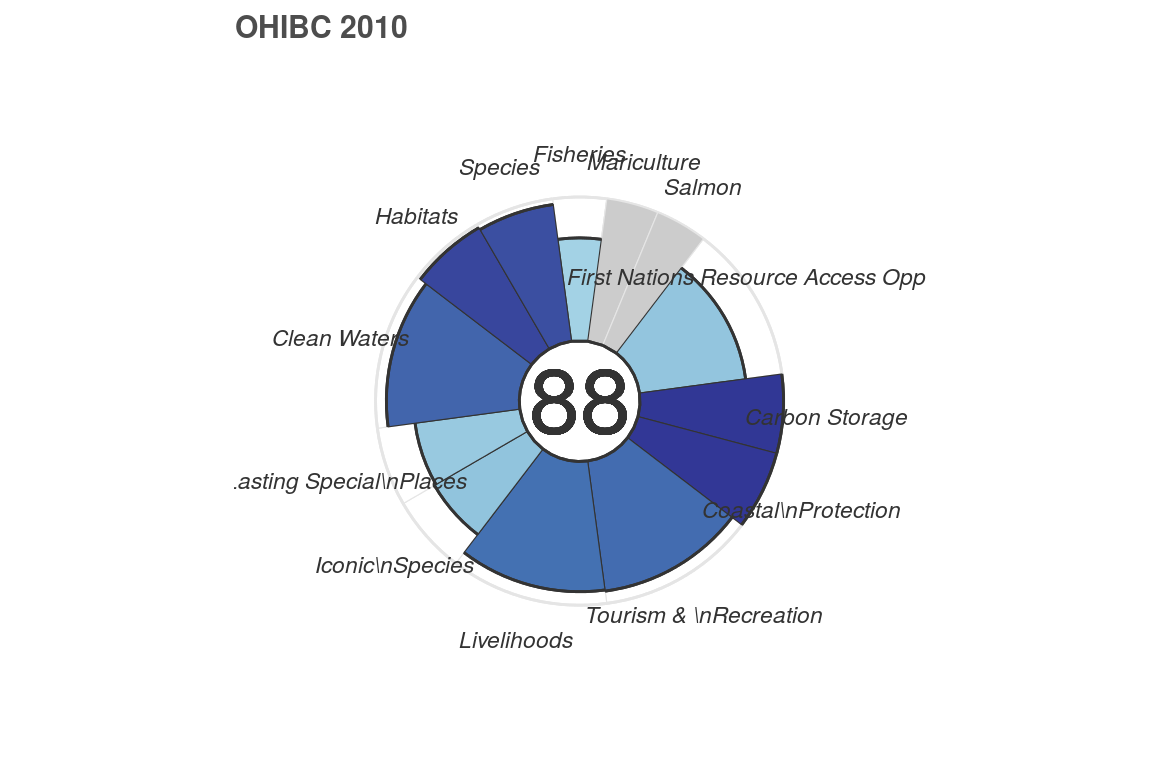 OHIBC 2010
Fisheries
Mariculture
Species
Salmon
Habitats
First Nations Resource Access Opp
Clean Waters
88
Carbon Storage
.asting Special\nPlaces
Coastal\nProtection
Iconic\nSpecies
Tourism & \nRecreation
Livelihoods